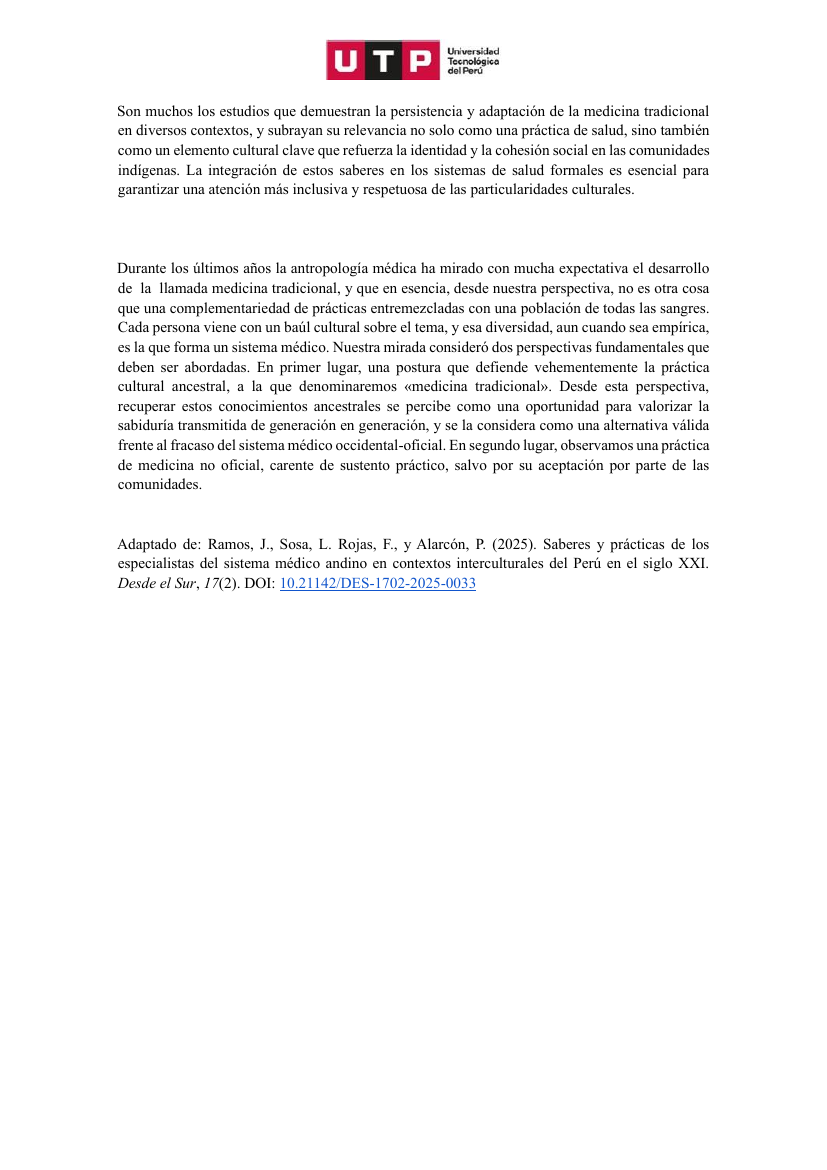 UTP
Universidad
Tecnológica
del Perú
Son muchos los estudios que demuestran la persistencia y adaptación de la medicina tradicional
en diversos contextos, y subrayan su relevancia no solo como una práctica de salud, sino también
como un elemento cultural clave que refuerza la identidad y la cohesión social en las comunidades
indígenas. La integración de estos saberes en los sistemas de salud formales es esencial para
garantizar una atención más inclusiva y respetuosa de las particularidades culturales.
Durante los últimos años la antropología médica ha mirado con mucha expectativa el desarrollo
de la llamada medicina tradicional, y que en esencia, desde nuestra perspectiva, no es otra cosa
que una complementariedad de prácticas entremezcladas con una población de todas las sangres.
Cada persona viene con un baúl cultural sobre el tema, y esa diversidad, aun cuando sea empírica,
es la que forma un sistema médico. Nuestra mirada consideró dos perspectivas fundamentales que
deben ser abordadas. En primer lugar, una postura que defiende vehementemente la práctica
cultural ancestral, a la que denominaremos «medicina tradicional». Desde esta perspectiva,
recuperar estos conocimientos ancestrales se percibe como una oportunidad para valorizar la
sabiduría transmitida de generación en generación, y se la considera como una alternativa válida
frente al fracaso del sistema médico occidental-oficial. En segundo lugar, observamos una práctica
de medicina no oficial, carente de sustento práctico, salvo por su aceptación por parte de las
comunidades.
Adaptado de: Ramos, J., Sosa, L. Rojas, F., y Alarcón, P. (2025). Saberes y prácticas de los
especialistas del sistema médico andino en contextos interculturales del Perú en el siglo XXI.
Desde el Sur, 17(2). DOI: 10.21142/DES-1702-2025-0033